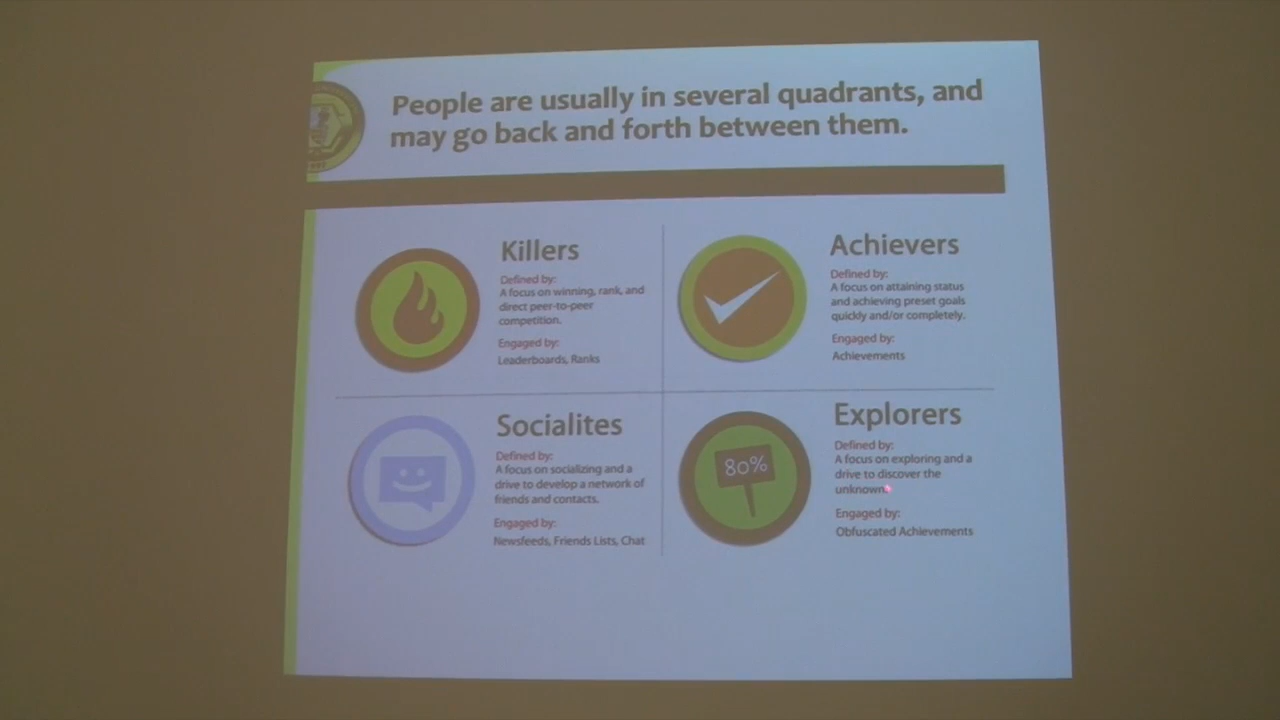 People are usually in several quadrants, and
may go back and forth between them.
Killers
Defined by:
A focus on winning, rank, and
direct peer-to-peer
competition.
Engaged by:
Leaderboards, Ranks
Achievers
Defined by:
A focus on attaining status
and achieving preset goals
quickly and/or completely.
Engaged by:
Achievements
Socialites
Defined by:
A focus on socializing and a
drive to develop a network of
friends and contacts.
Engaged by:
Newsfeeds, Friends Lists, Chat
80%
Explorers
Defined by:
A focus on exploring and a
drive to discover the
unknown.
Engaged by:
Obfuscated Achievements